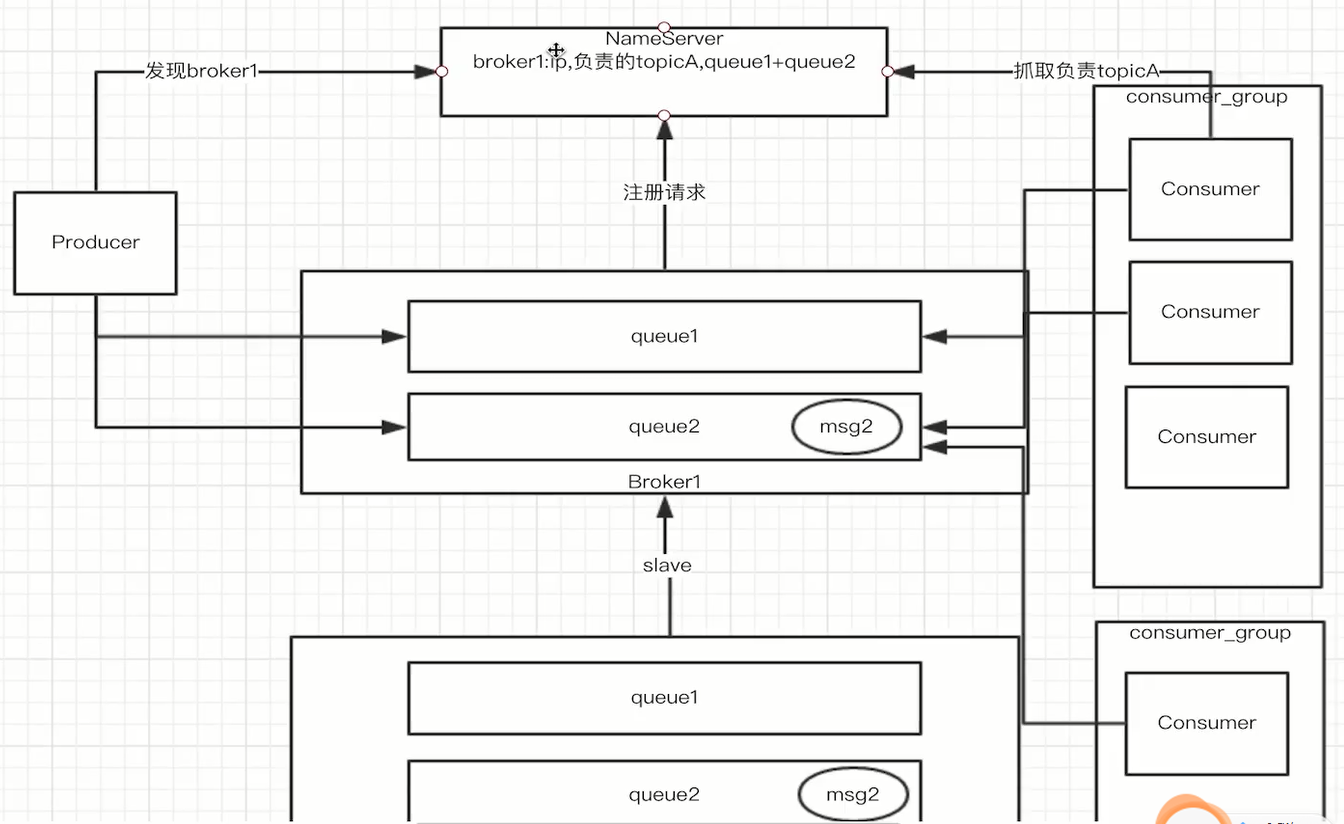 NameServer
broker1:ip,负责的topicA,queue1+queue2
发现broker1
抓取负责topicA
consumer_group
注册请求
Consumer
Producer
Consumer
queue1
queue2
msg2
Consumer
Broker1
slave
consumer_group
queue1
Consumer
queue2
msg2